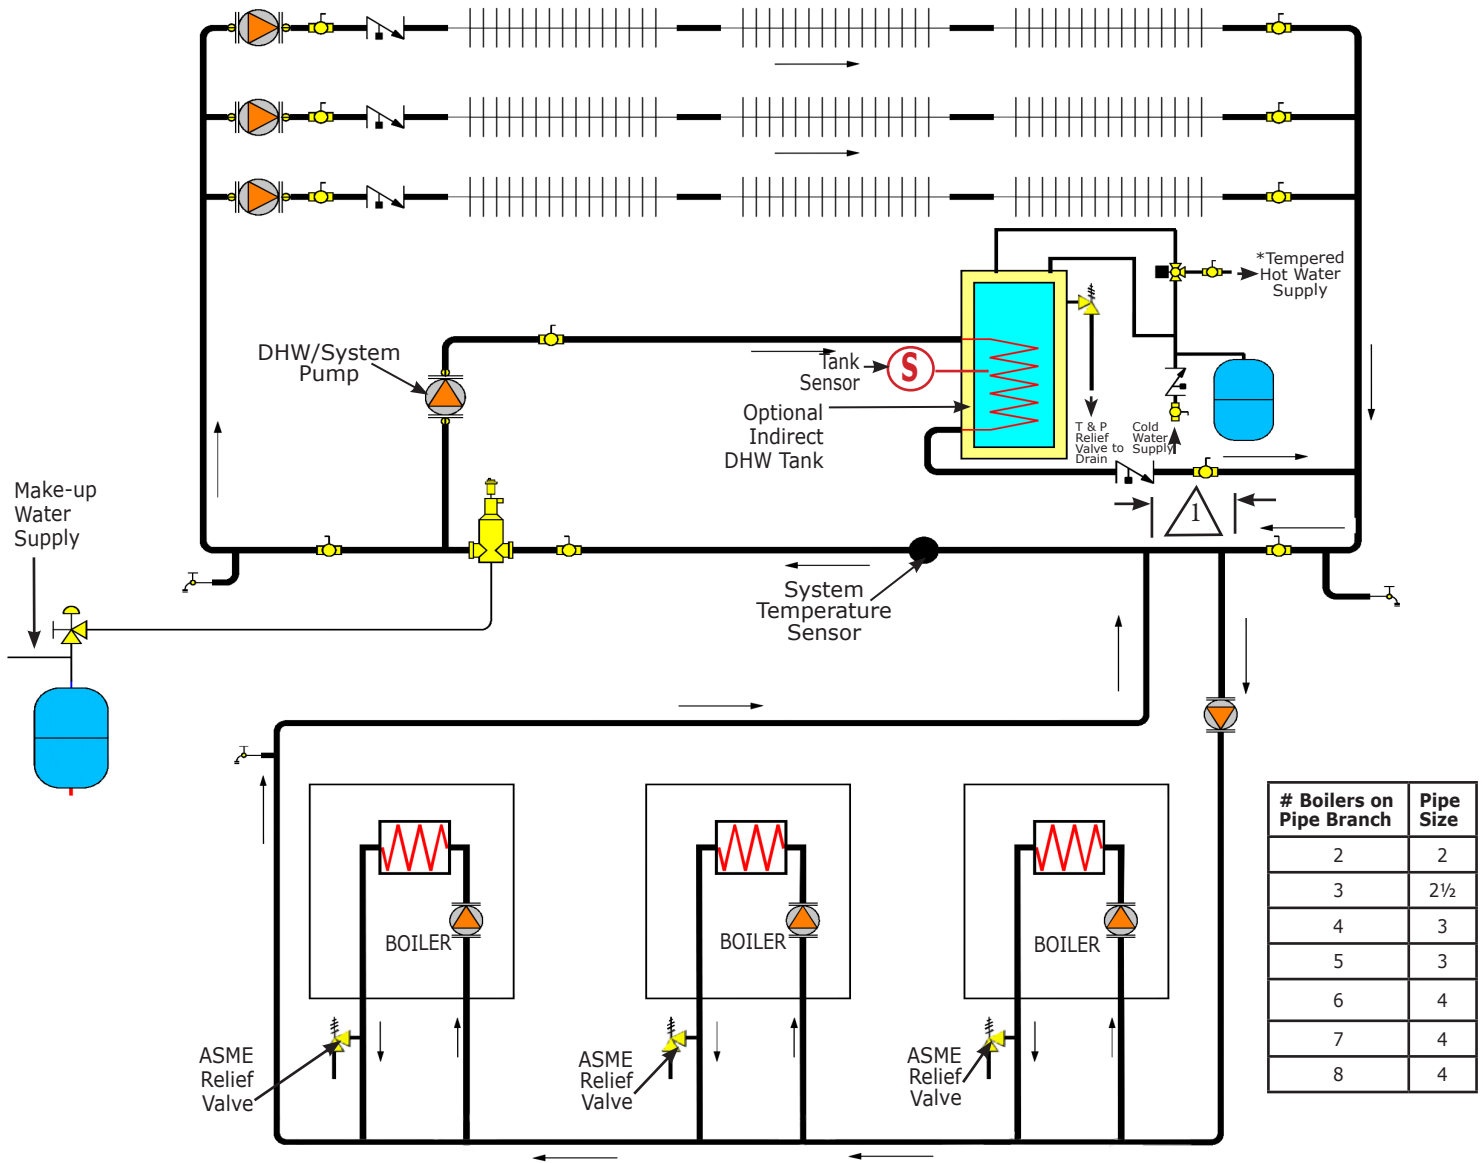 *Tempered
Hot Water
Supply
DHW/System
Pump
Tank
Sensor
S
Optional
Indirect
DHW Tank
T & P
Relief
Valve to
Drain
Cold
Water
Supply
1
Make-up
Water
Supply
System
Temperature
Sensor
BOILER
BOILER
BOILER
ASME
Relief
Valve
ASME
Relief
Valve
ASME
Relief
Valve
# Boilers on Pipe
Pipe Branch Size
2 2
3 2½
4 3
5 3
6 4
7 4
8 4